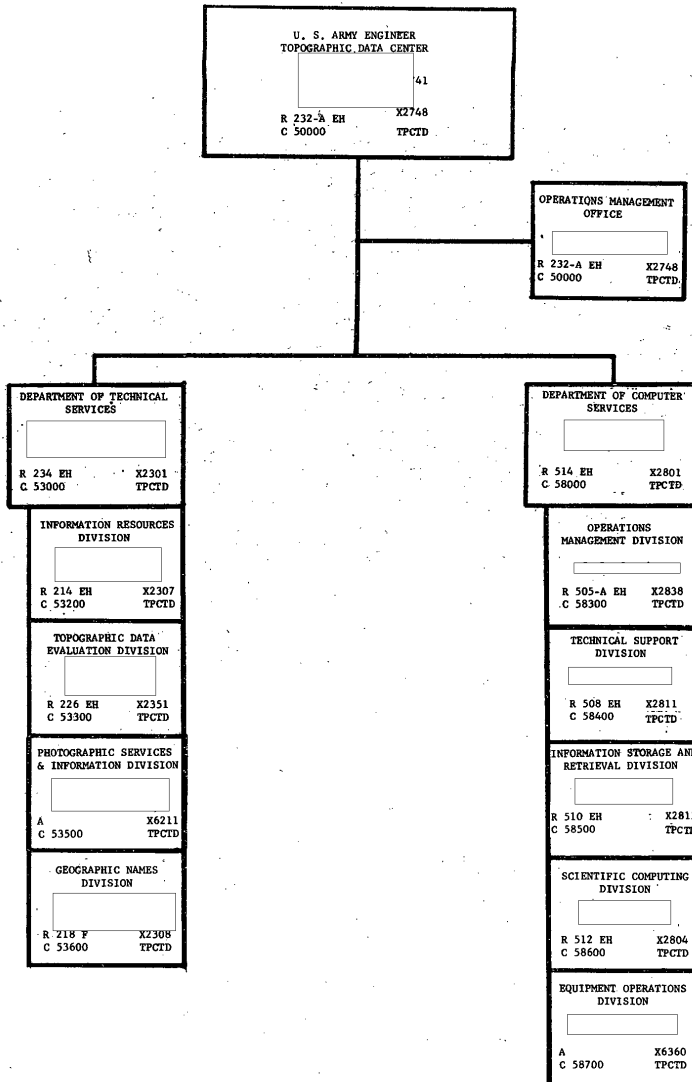 U. S. ARMY ENGINEER
TOPOGRAPHIC DATA CENTER
41
X2748
R 232-A EH
C 50000 TPCTD
OPERATIONS MANAGEMENT
OFFICE
R 232-A EH X2748
C 50000 TPCTD
DEPARTMENT OF TECHNICAL
SERVICES
R 234 EH X2301
C 53000 TPCTD
INFORMATION RESOURCES
DIVISION
R 214 EH X2307
C 53200 TPCTD
TOPOGRAPHIC DATA
EVALUATION DIVISION
R 226 EH X2351
C 53300 TPCTD
PHOTOGRAPHIC SERVICES
& INFORMATION DIVISION
A X6211
C 53500 TPCTD
GEOGRAPHIC NAMES
DIVISION
R 218 F X2308
C 53600 TPCTD
DEPARTMENT OF COMPUTER
SERVICES
R 514 EH X2801
C 58000 TPCTD
OPERATIONS
MANAGEMENT DIVISION
R 505-A EH X2838
C 58300 TPCTD
TECHNICAL SUPPORT
DIVISION
R 508 EH X2811
C 58400 TPCTD
INFORMATION STORAGE AN
RETRIEVAL DIVISION
R 510 EH X281
C 58500 TPCT
SCIENTIFIC COMPUTING
DIVISION
R 512 EH X2804
C 58600 TPCTD
EQUIPMENT OPERATIONS
DIVISION
A X6360
C 58700 TPCTD